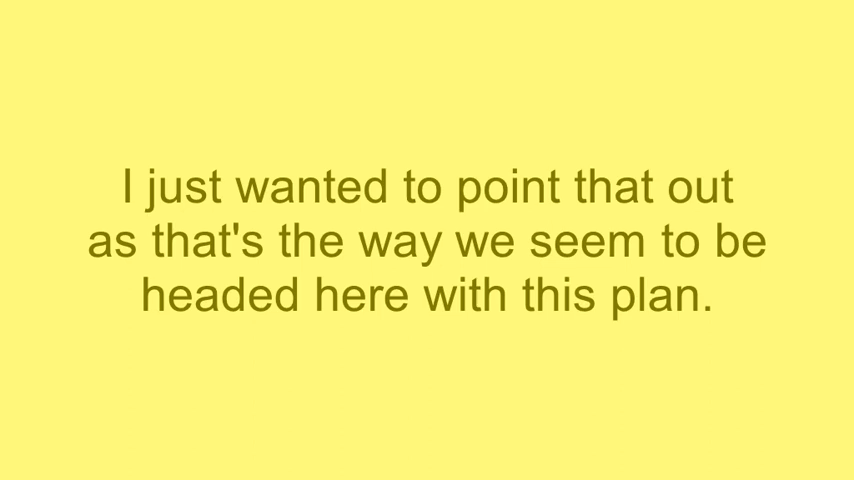 I just wanted to point that out
as that's the way we seem to be
headed here with this plan.